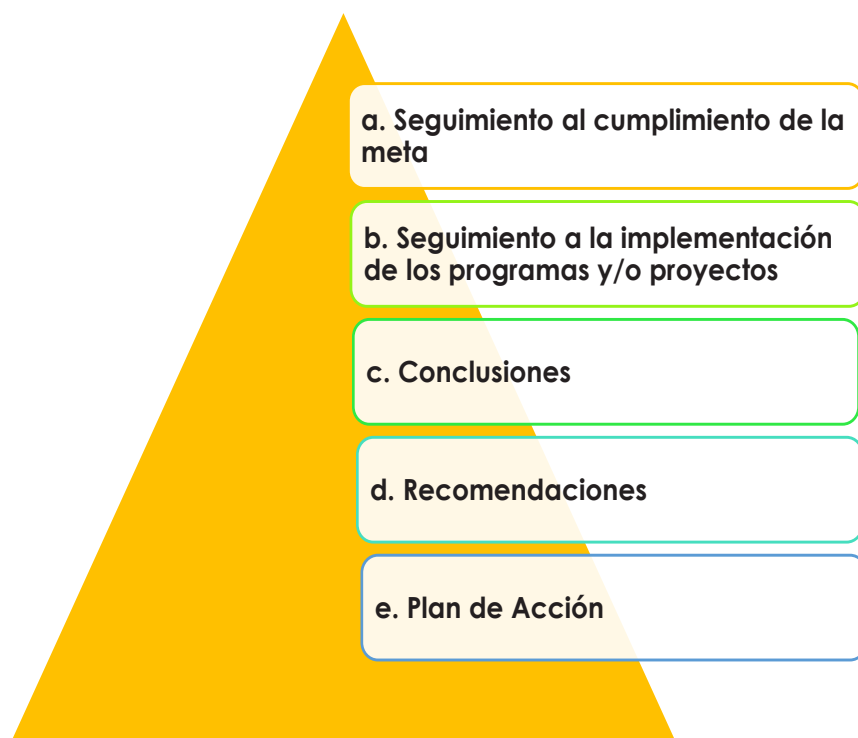 a. Seguimiento al cumplimiento de la
meta
b. Seguimiento a la implementación
de los programas y/o proyectos
c. Conclusiones
d. Recomendaciones
e. Plan de Acción